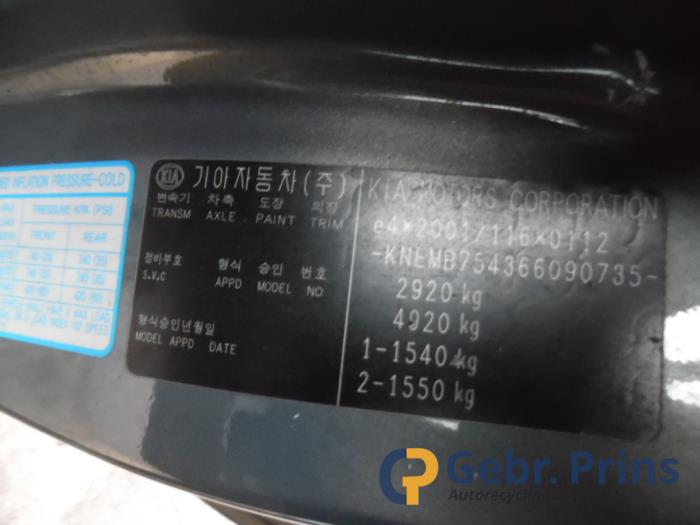 INFLATION PRESSURE-COLD
PRESSURE, KPA, (PSI)
FRONT REAR
KIA 기아자동차(주)
변속기 차축 도장 의장
TRANSM AXLE PAINT TRIM
정비부호 형식 승인 번호
S.V.C APPD MODEL NO
형식승인년월일
MODEL APPD DATE
KIA MOTORS CORPORATION
e4*2001/116*0112
-KNEMB754366090735-
2920 kg
4920 kg
1-1540 kg
2-1550 kg
Gebr. Prins
Autorecycling